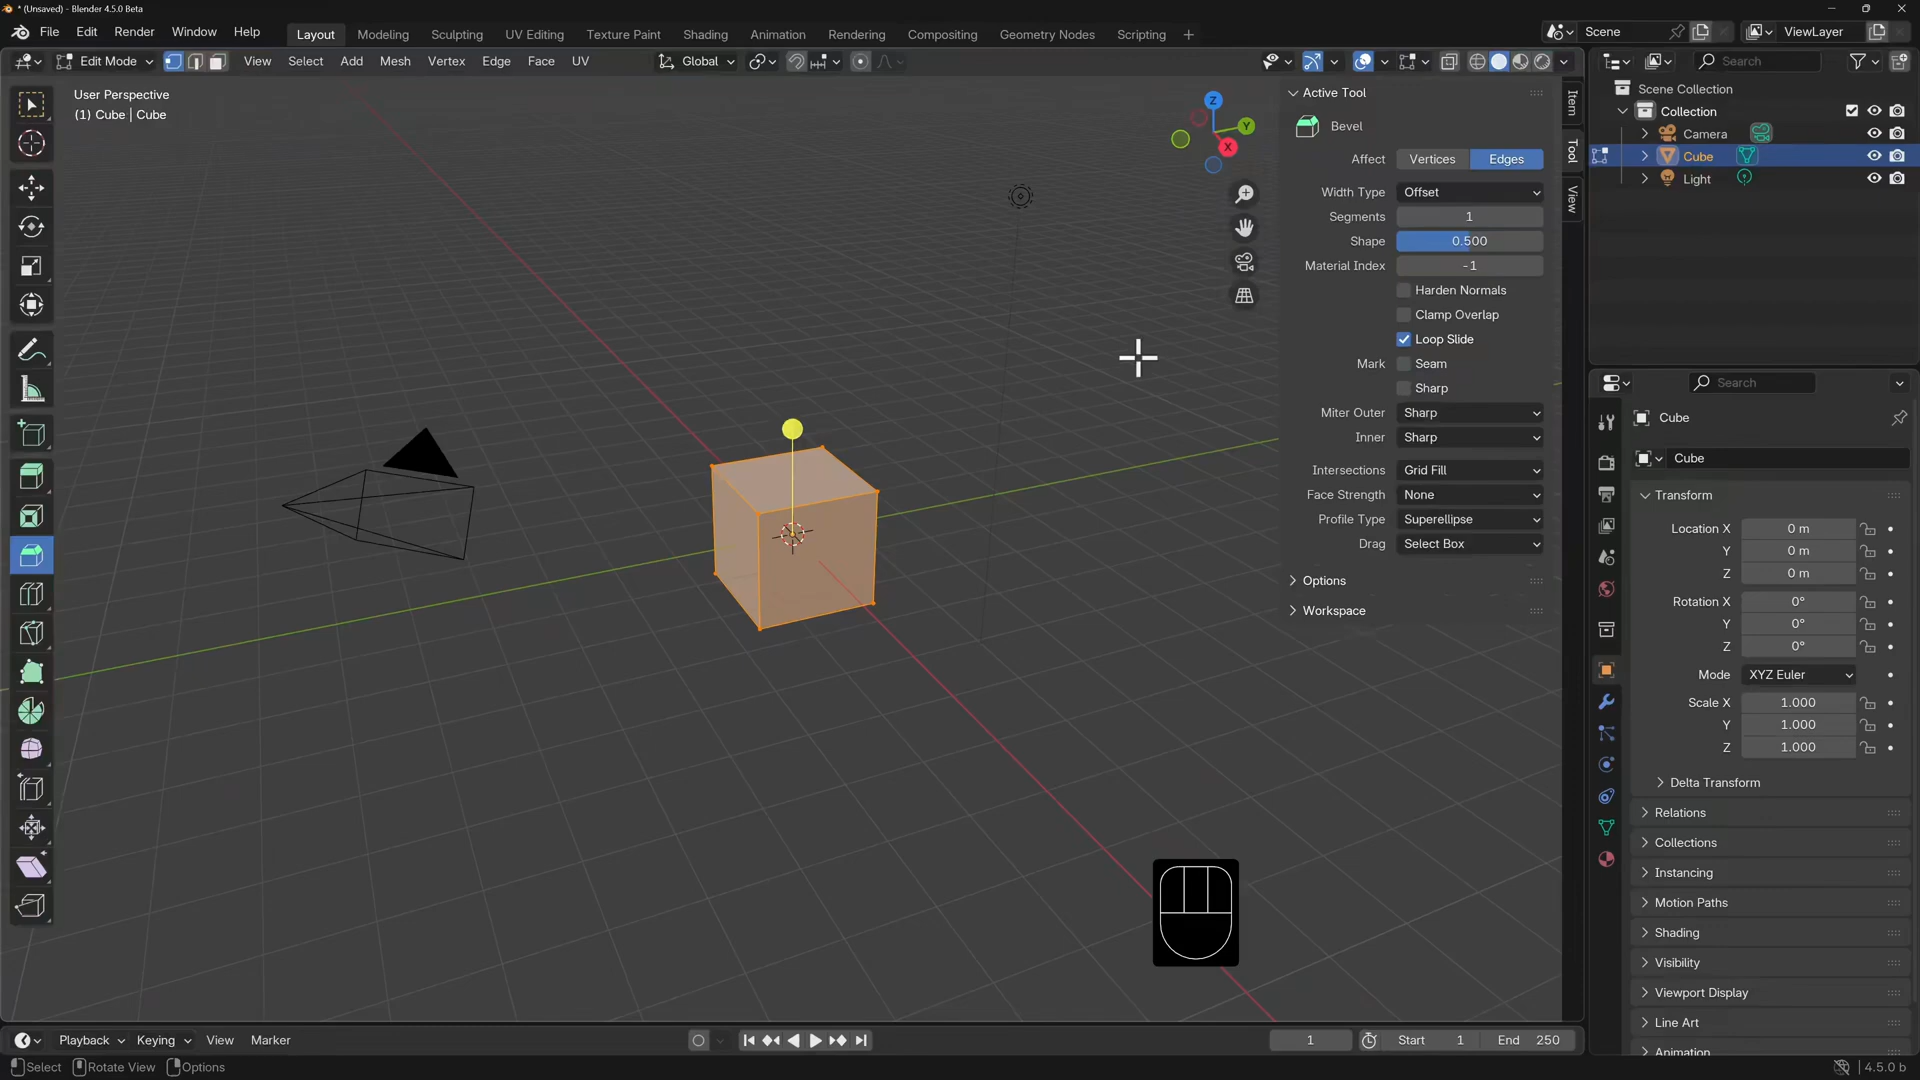 * (Unsaved) - Blender 4.5.0 Beta
File Edit Render Window Help
Layout Modeling Sculpting UV Editing Texture Paint Shading Animation Rendering Compositing Geometry Nodes Scripting +
Scene
ViewLayer
Edit Mode View Select Add Mesh Vertex Edge Face UV
Global
Search
User Perspective
(1) Cube | Cube
Z
Y
X
Active Tool
Bevel
Affect Vertices Edges
Width Type Offset
Segments 1
Shape 0.500
Material Index -1
Harden Normals
Clamp Overlap
Loop Slide
Mark Seam
Sharp
Miter Outer Sharp
Inner Sharp
Intersections Grid Fill
Face Strength None
Profile Type Superellipse
Drag Select Box
Options
Workspace
Item
Tool
View
Scene Collection
Collection
Camera
Cube
Light
Search
Cube
Cube
Transform
Location X 0 m
Y 0 m
Z 0 m
Rotation X 0°
Y 0°
Z 0°
Mode XYZ Euler
Scale X 1.000
Y 1.000
Z 1.000
Delta Transform
Relations
Collections
Instancing
Motion Paths
Shading
Visibility
Viewport Display
Line Art
Animation
Playback Keying View Marker
1
Start 1
End 250
Select Rotate View Options
4.5.0 b